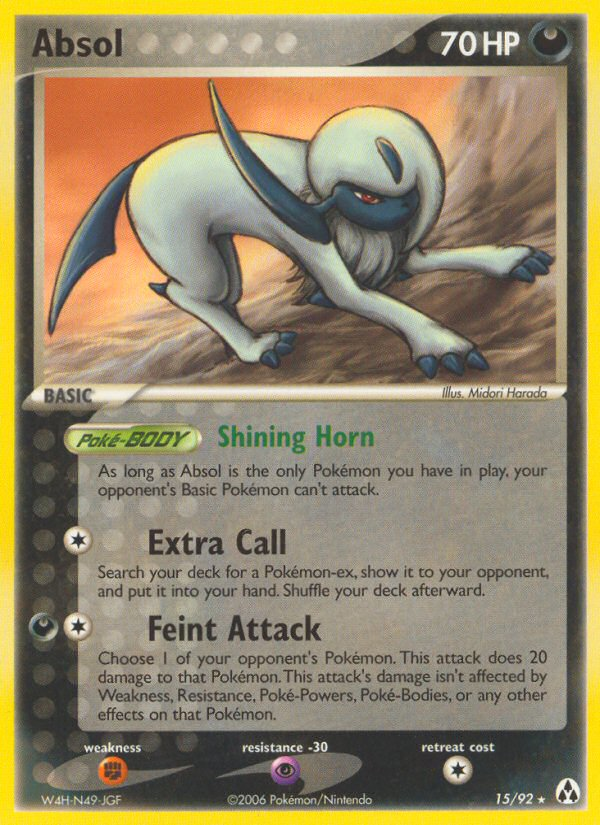 Absol 70 HP
BASIC
Illus. Midori Harada
Poké-BODY Shining Horn
As long as Absol is the only Pokémon you have in play, your
opponent's Basic Pokémon can't attack.
Extra Call
Search your deck for a Pokémon-ex, show it to your opponent,
and put it into your hand. Shuffle your deck afterward.
Feint Attack
Choose 1 of your opponent's Pokémon. This attack does 20
damage to that Pokémon. This attack's damage isn't affected by
Weakness, Resistance, Poké-Powers, Poké-Bodies, or any other
effects on that Pokémon.
weakness resistance -30 retreat cost
W4H-N49-JGF ©2006 Pokémon/Nintendo 15/92 ★